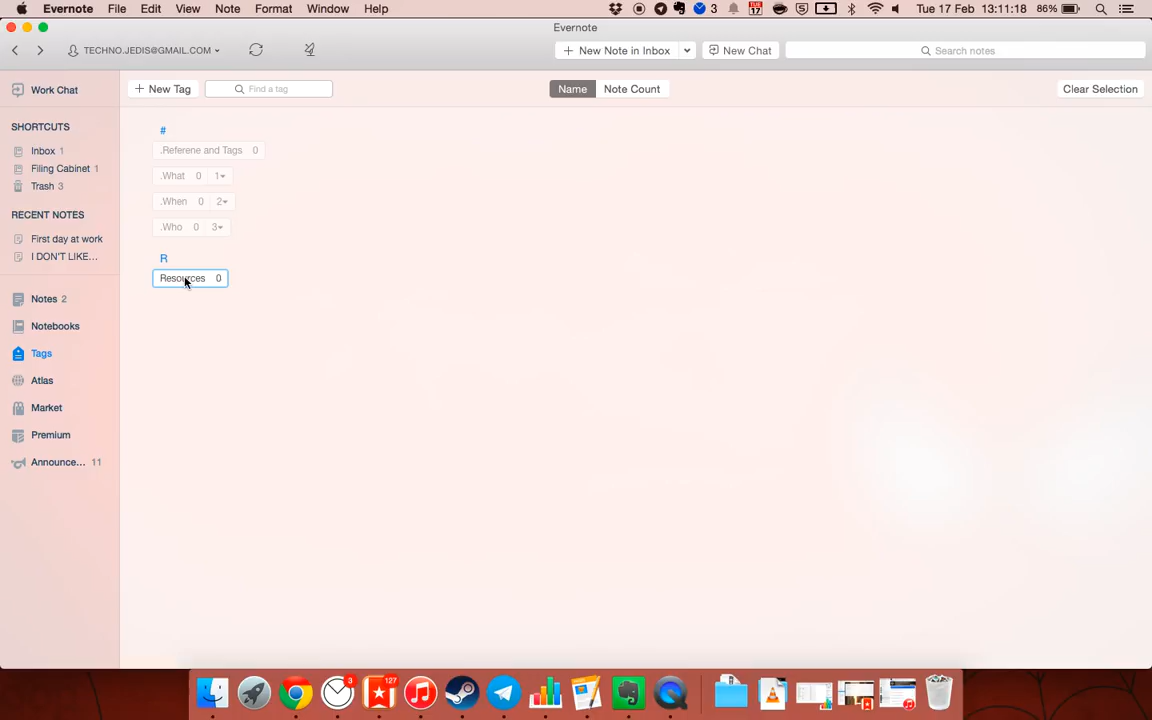 Evernote File Edit View Note Format Window Help 3 17 Tue 17 Feb 13:11:18 86%
Evernote
TECHNO.JEDIS@GMAIL.COM + New Note in Inbox New Chat Search notes
Work Chat + New Tag Find a tag Name Note Count Clear Selection
SHORTCUTS
Inbox 1
Filing Cabinet 1
Trash 3
RECENT NOTES
First day at work
I DON'T LIKE...
Notes 2
Notebooks
Tags
Atlas
Market
Premium
Announce... 11
#
.Referene and Tags 0
.What 0 1
.When 0 2
.Who 0 3
R
Resources 0
3 127